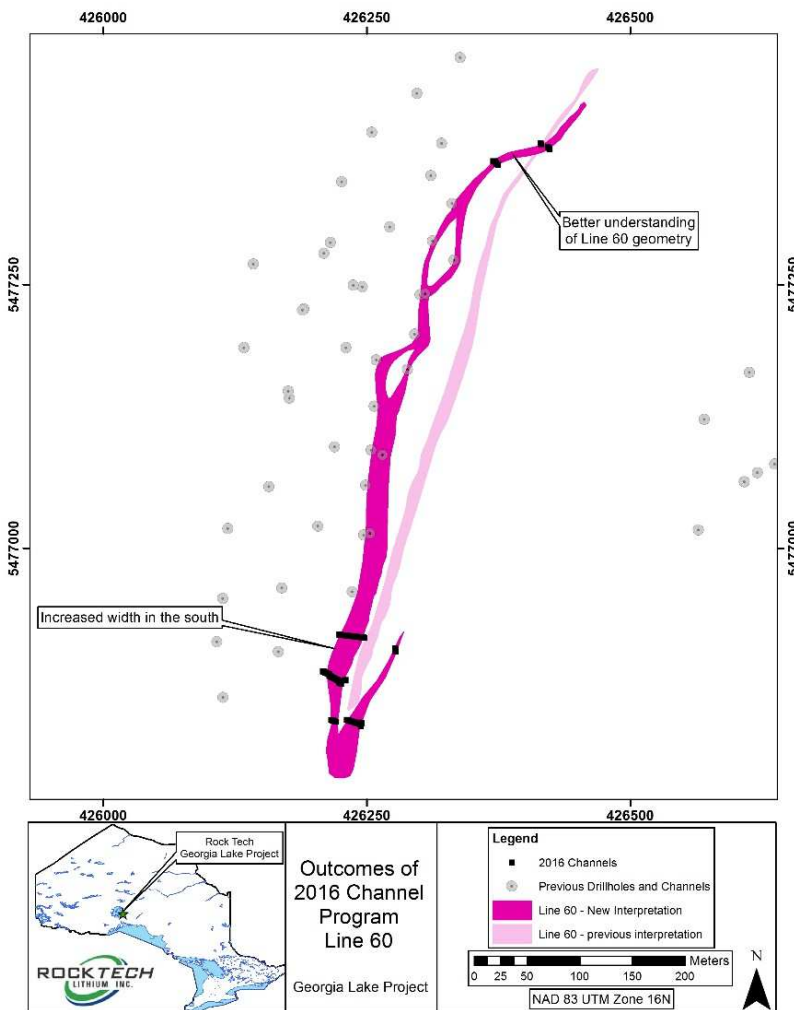 426000 426250 426500
5477250 5477250
Better understanding
of Line 60 geometry
5477000 5477000
Increased width in the south
426000 426250 426500
Rock Tech
Georgia Lake Project
ROCKTECH
LITHIUM INC.
Outcomes of
2016 Channel
Program
Line 60
Georgia Lake Project
Legend
2016 Channels
Previous Drillholes and Channels
Line 60 - New Interpretation
Line 60 - previous interpretation
Meters
0 25 50 100 150 200
NAD 83 UTM Zone 16N
N